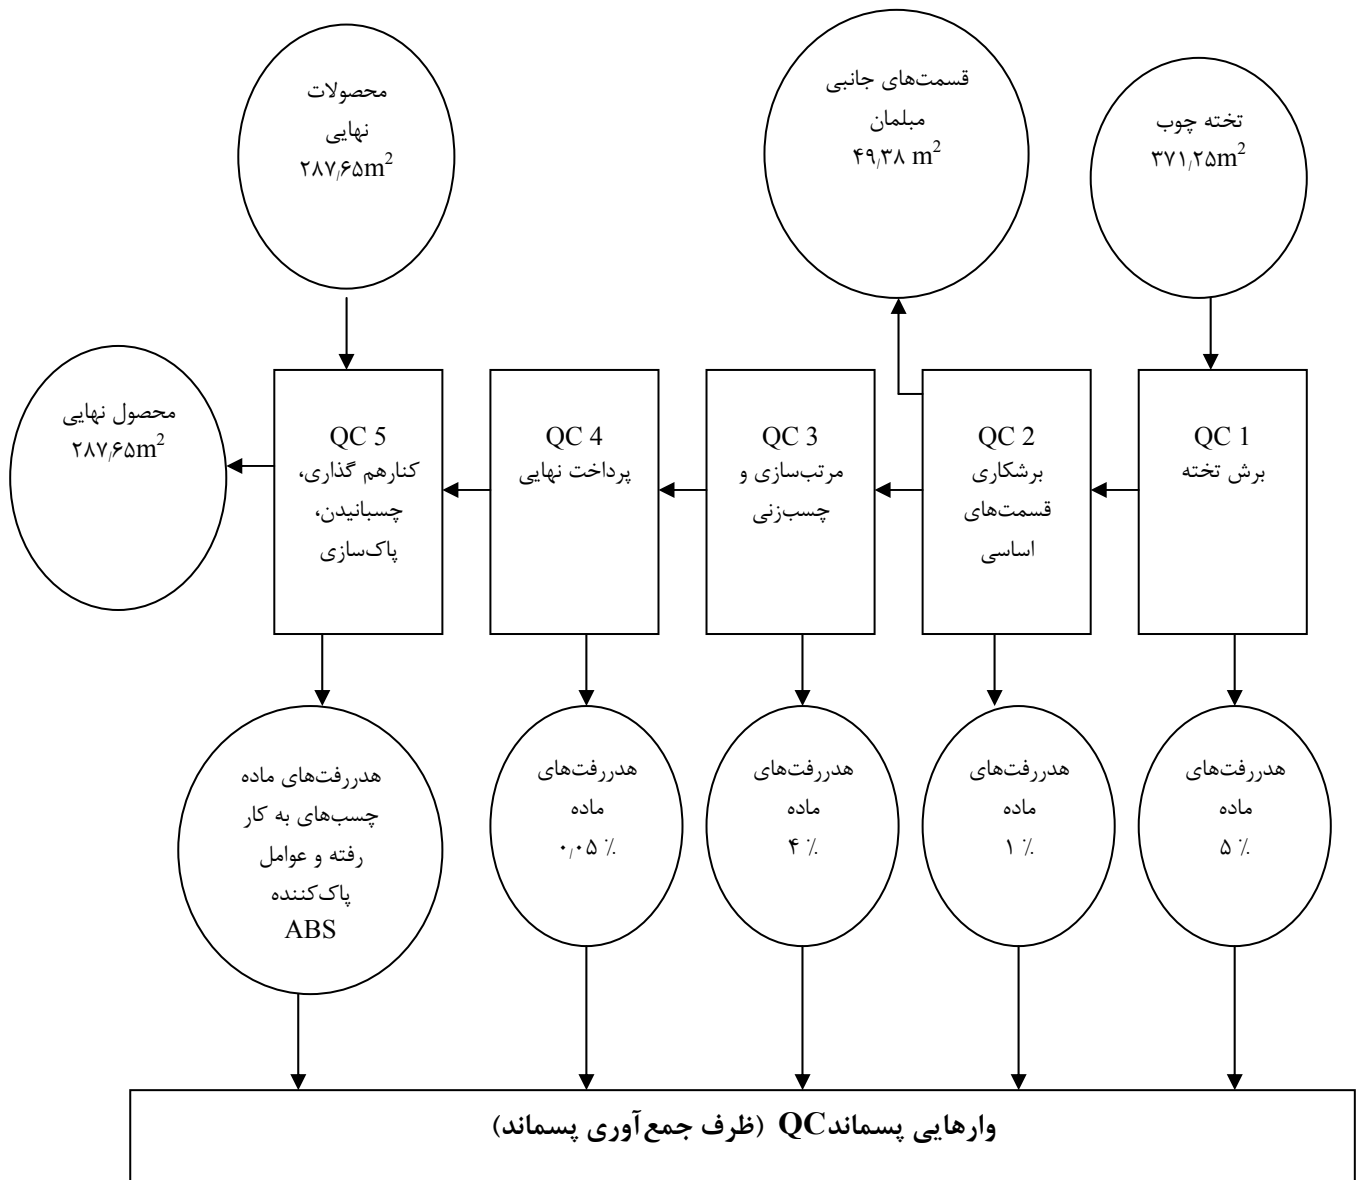 تخته چوب
۳۷۱٫۲۵m²
قسمت‌های جانبی
مبلمان
۴۹٫۳۸ m²
محصولات
نهایی
۲۸۷٫۶۵m²
QC 1
برش تخته
QC 2
برشکاری
قسمت‌های
اساسی
QC 3
مرتب‌سازی و
چسب‌زنی
QC 4
پرداخت نهایی
QC 5
کنارهم گذاری،
چسبانیدن،
پاک‌سازی
محصول نهایی
۲۸۷٫۶۵m²
هدررفت‌های
ماده
۵ ٪
هدررفت‌های
ماده
۱ ٪
هدررفت‌های
ماده
۴ ٪
هدررفت‌های
ماده
۰٫۰۵ ٪
هدررفت‌های ماده
چسب‌های به کار
رفته و عوامل
پاک‌کننده
ABS
وارهایی پسماندQC (ظرف جمع‌آوری پسماند)